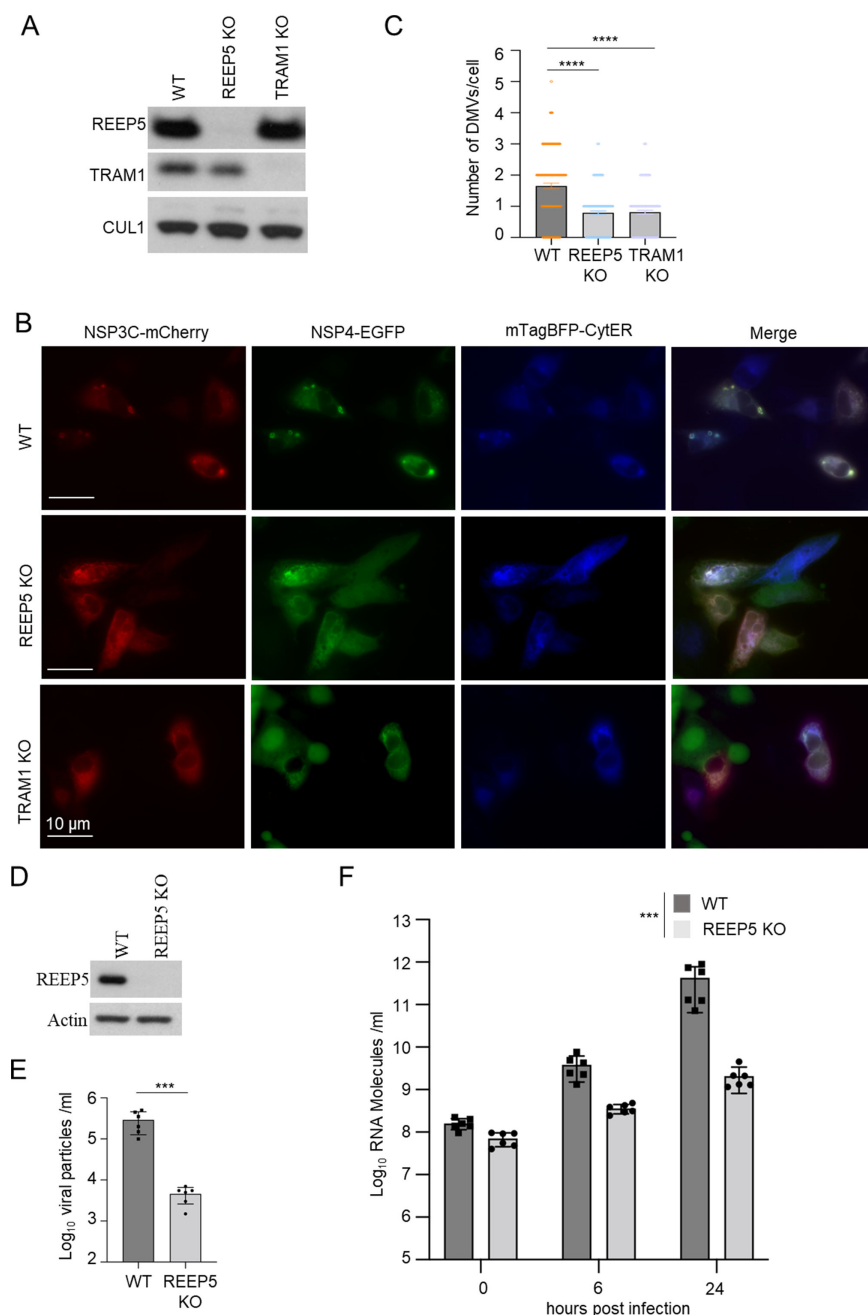 A
WT
REEP5 KO
TRAM1 KO
REEP5
TRAM1
CUL1
C
****
****
Number of DMVs/cell
6
5
4
3
2
1
0
WT
REEP5
KO
TRAM1
KO
B
NSP3C-mCherry
NSP4-EGFP
mTagBFP-CytER
Merge
WT
REEP5 KO
TRAM1 KO
10 µm
D
WT
REEP5 KO
REEP5
Actin
E
***
Log10 viral particles /ml
6
5
4
3
2
WT
REEP5
KO
F
***
WT
REEP5 KO
Log10 RNA Molecules /ml
13
12
11
10
9
8
7
6
5
0
6
24
hours post infection